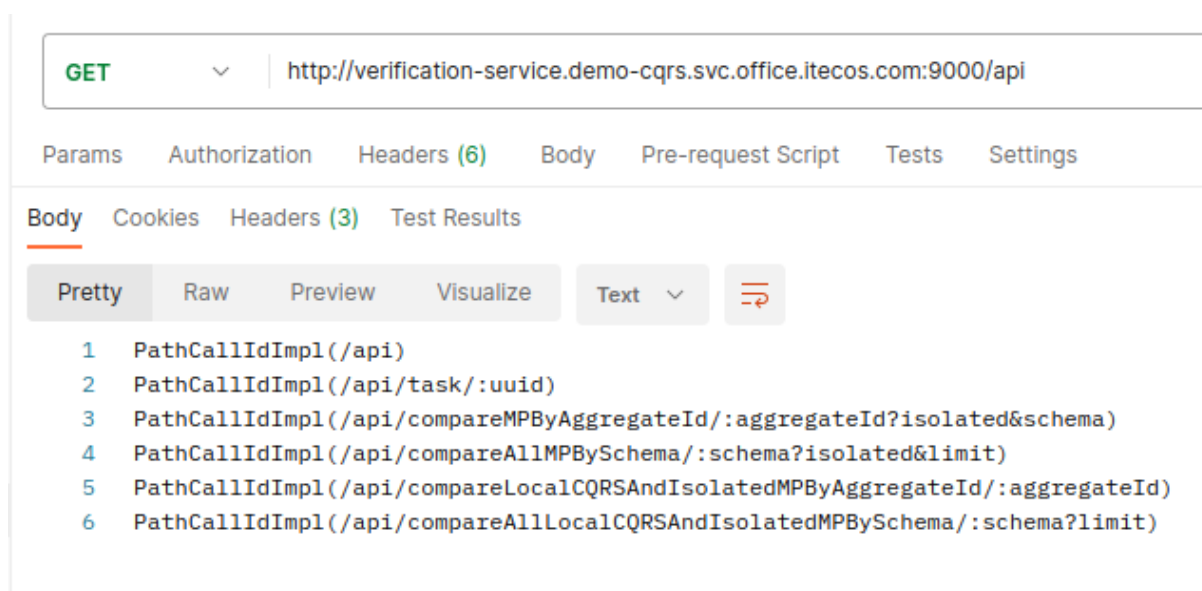 GET http://verification-service.demo-cqrs.svc.office.itecos.com:9000/api
Params Authorization Headers (6) Body Pre-request Script Tests Settings
Body Cookies Headers (3) Test Results
Pretty Raw Preview Visualize Text
1 PathCallIdImpl(/api)
2 PathCallIdImpl(/api/task/:uuid)
3 PathCallIdImpl(/api/compareMPByAggregateId/:aggregateId?isolated&schema)
4 PathCallIdImpl(/api/compareAllMPBySchema/:schema?isolated&limit)
5 PathCallIdImpl(/api/compareLocalCQRSAndIsolatedMPByAggregateId/:aggregateId)
6 PathCallIdImpl(/api/compareAllLocalCQRSAndIsolatedMPBySchema/:schema?limit)